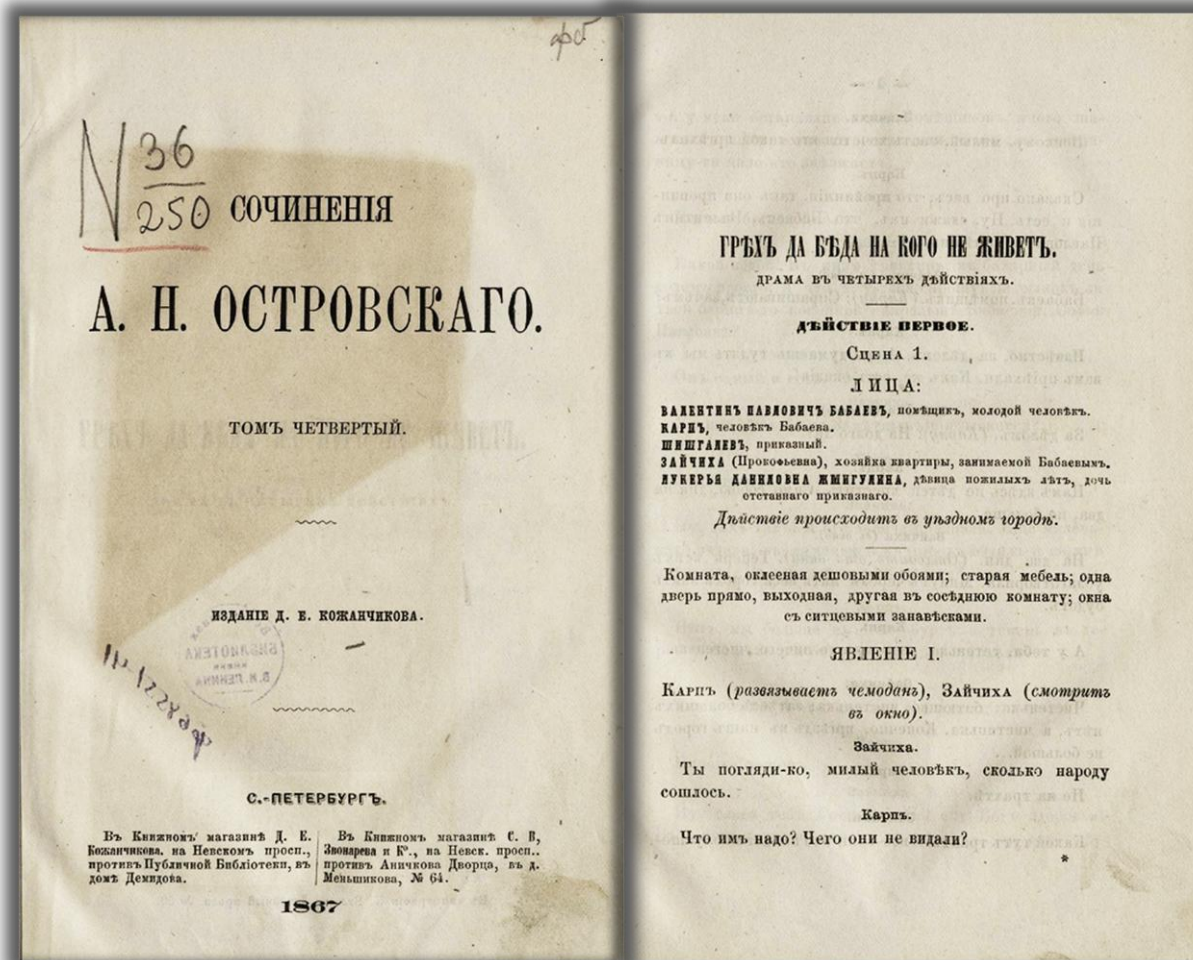 фб
N 36
250
СОЧИНЕНІЯ
А. Н. ОСТРОВСКАГО.
ТОМЪ ЧЕТВЕРТЫЙ.
ИЗДАНІЕ Д. Е. КОЖАНЧИКОВА.
БИБЛІОТЕКА
ИМЕНИ
В. И. ЛЕНИНА
С.-ПЕТЕРБУРГЪ.
Въ Книжномъ магазинѣ Д. Е.
Кожанчикова, на Невскомъ просп.,
противъ Публичной Библіотеки, въ
домѣ Демидова.
Въ Книжномъ магазинѣ С. В,
Звонарева и Ко., на Невск. просп..
противъ Аничкова Дворца, въ д.
Меньшикова, № 64.
1867
ГРѢХЪ ДА БѢДА НА КОГО НЕ ЖИВЕТЪ.
ДРАМА ВЪ ЧЕТЫРЕХЪ ДѢЙСТВІЯХЪ.
ДѢЙСТВІЕ ПЕРВОЕ.
Сцена 1.
ЛИЦА:
ВАЛЕНТИНЪ ПАВЛОВИЧЪ БАБАЕВЪ, помѣщикъ, молодой человѣкъ.
КАРПЪ, человѣкъ Бабаева.
ШИШГАЛЕВЪ, приказный.
ЗАЙЧИХА (Прокофьевна), хозяйка квартиры, занимаемой Бабаевымъ.
ЛУКЕРЬЯ ДАНИЛОВНА ЖМИГУЛИНА, дѣвица пожилыхъ лѣтъ, дочь
отставнаго приказнаго.
Дѣйствіе происходитъ въ уѣздномъ городѣ.
Комната, оклееная дешовыми обоями; старая мебель; одна
дверь прямо, выходная, другая въ сосѣднюю комнату; окна
съ ситцевыми занавѣсками.
ЯВЛЕНІЕ I.
Карпъ (развязываетъ чемоданъ), Зайчиха (смотритъ
въ окно).
Зайчиха.
Ты погляди-ко, милый человѣкъ, сколько народу
сошлось.
Карпъ.
Что имъ надо? Чего они не видали?
*